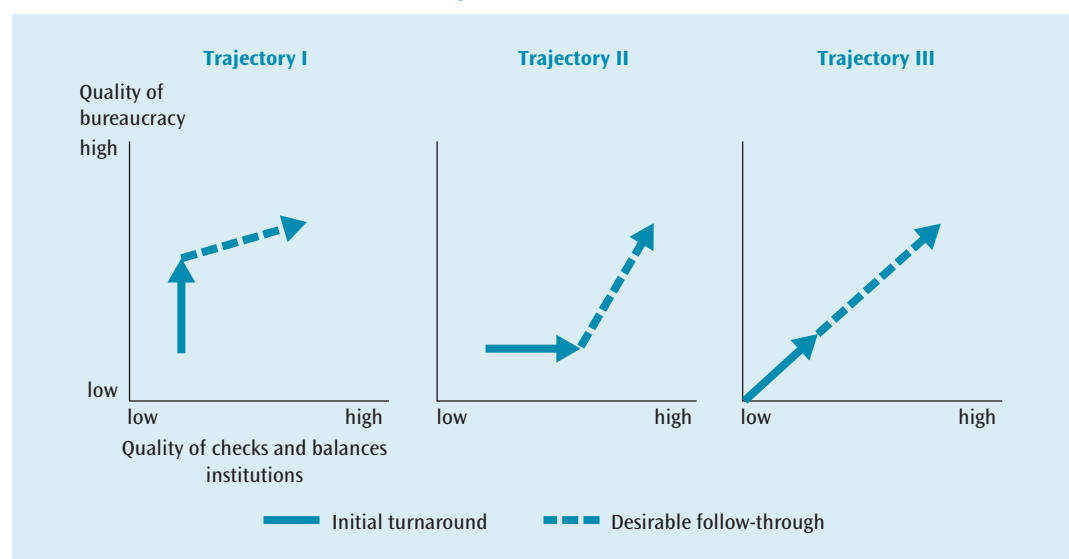 Trajectory I
Trajectory II
Trajectory III
Quality of
bureaucracy
high
low
low
high
low
high
low
high
Quality of checks and balances
institutions
Initial turnaround
Desirable follow-through